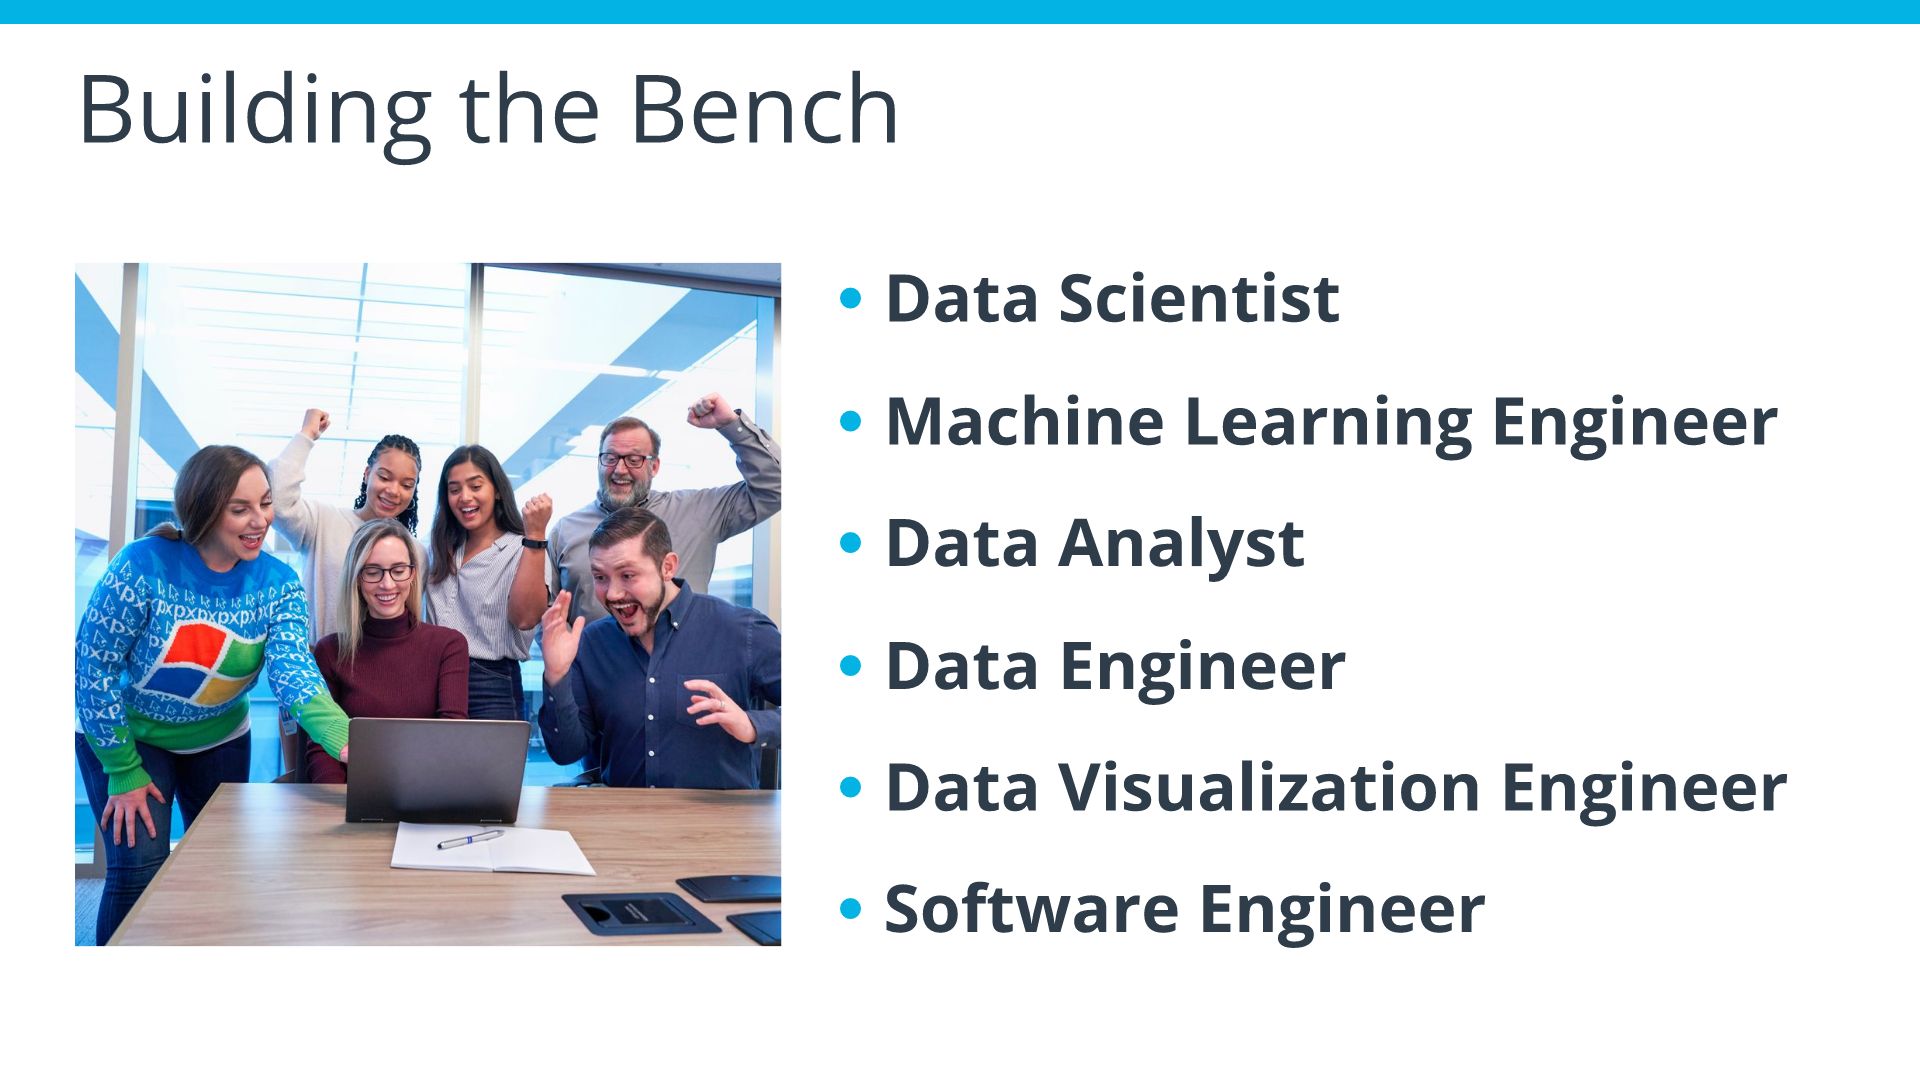 Building the Bench
• Data Scientist
• Machine Learning Engineer
• Data Analyst
• Data Engineer
• Data Visualization Engineer
• Software Engineer